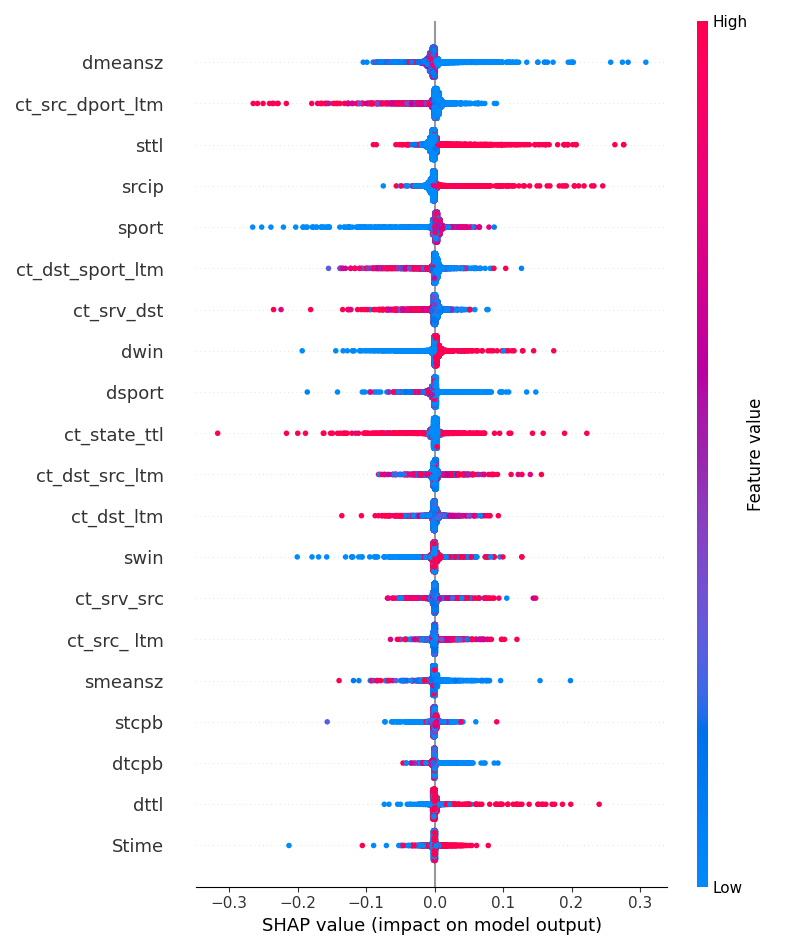 High
dmeansz
ct_src_dport_ltm
sttl
srcip
sport
ct_dst_sport_ltm
ct_srv_dst
dwin
dsport
ct_state_ttl
ct_dst_src_ltm
ct_dst_ltm
swin
ct_srv_src
ct_src_ ltm
smeansz
stcpb
dtcpb
dttl
Stime
Feature value
Low
−0.3 −0.2 −0.1 0.0 0.1 0.2 0.3
SHAP value (impact on model output)